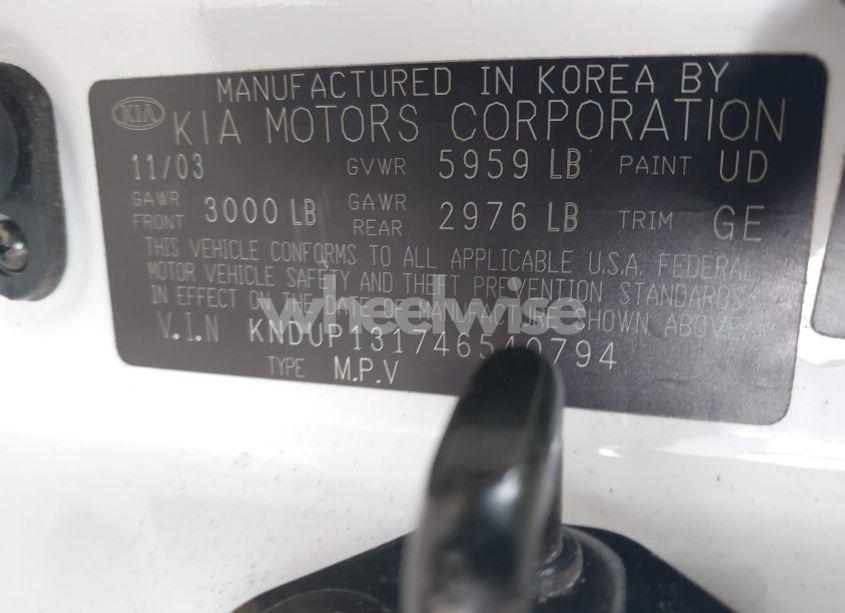 MANUFACTURED IN KOREA BY
KIA KIA MOTORS CORPORATION
11/03 GVWR 5959 LB PAINT UD
GAWR FRONT 3000 LB GAWR REAR 2976 LB TRIM GE
THIS VEHICLE CONFORMS TO ALL APPLICABLE U.S.A. FEDERAL
MOTOR VEHICLE SAFETY AND THEFT PREVENTION STANDARDS
IN EFFECT ON THE DATE OF MANUFACTURE SHOWN ABOVE.
wheelwise
V.I.N KNDUP131746540794
TYPE M.P.V